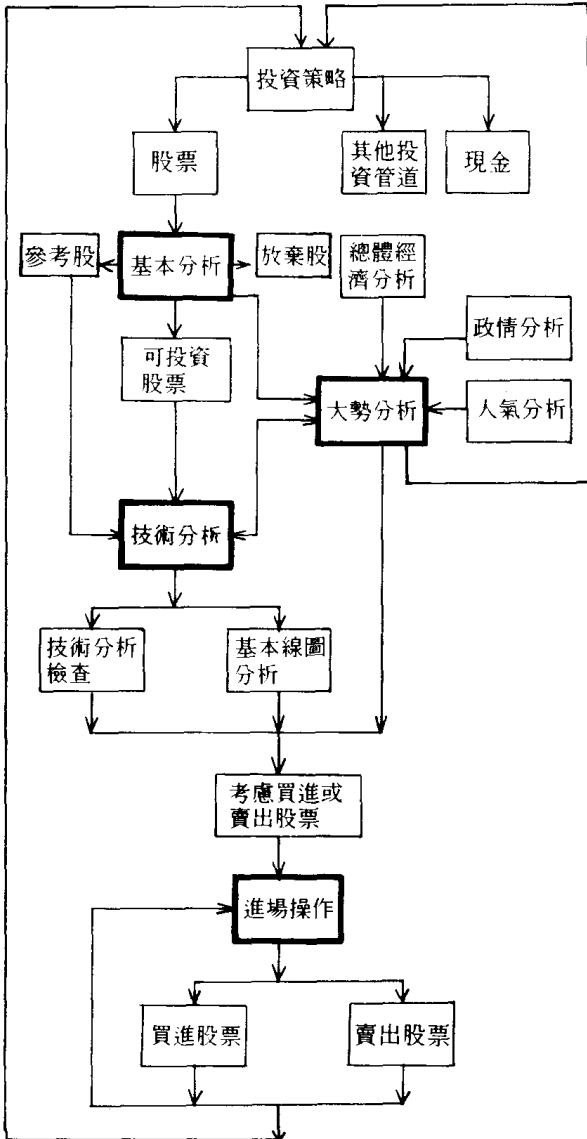 投資策略
股票
其他投
資管道
現金
參考股
基本分析
放棄股
總體經
濟分析
政情分析
可投資
股票
大勢分析
人氣分析
技術分析
技術分析
檢查
基本線圖
分析
考慮買進或
賣出股票
進場操作
買進股票
賣出股票